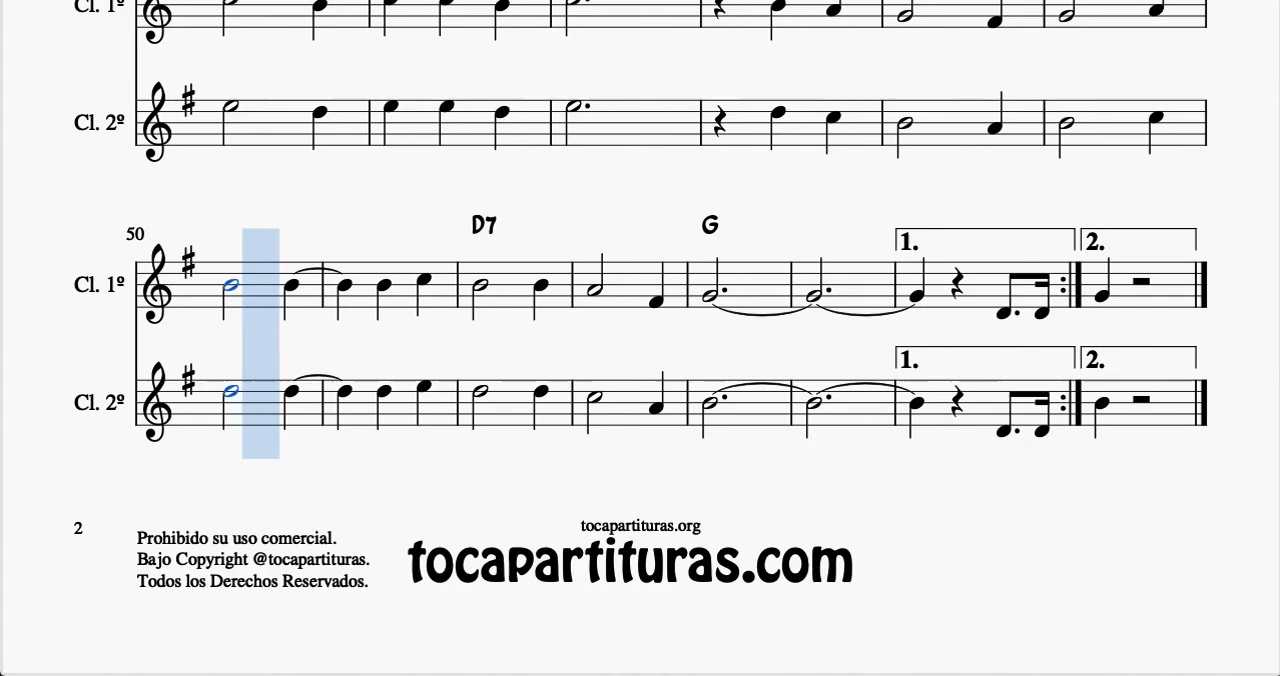 Cl. 1º
Cl. 2º
50
D7
G
Cl. 1º
1.
2.
Cl. 2º
1.
2.
2
Prohibido su uso comercial.
Bajo Copyright @tocapartituras.
Todos los Derechos Reservados.
tocapartituras.org
tocapartituras.com